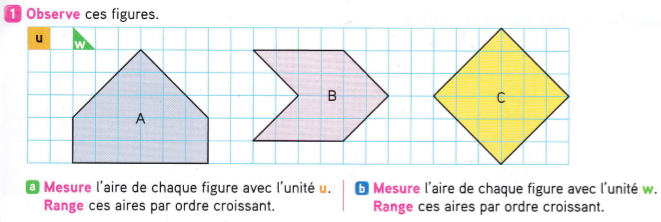 1 Observe ces figures.
u
w
A
B
C
a Mesure l'aire de chaque figure avec l'unité u.
Range ces aires par ordre croissant.
b Mesure l'aire de chaque figure avec l'unité w.
Range ces aires par ordre croissant.